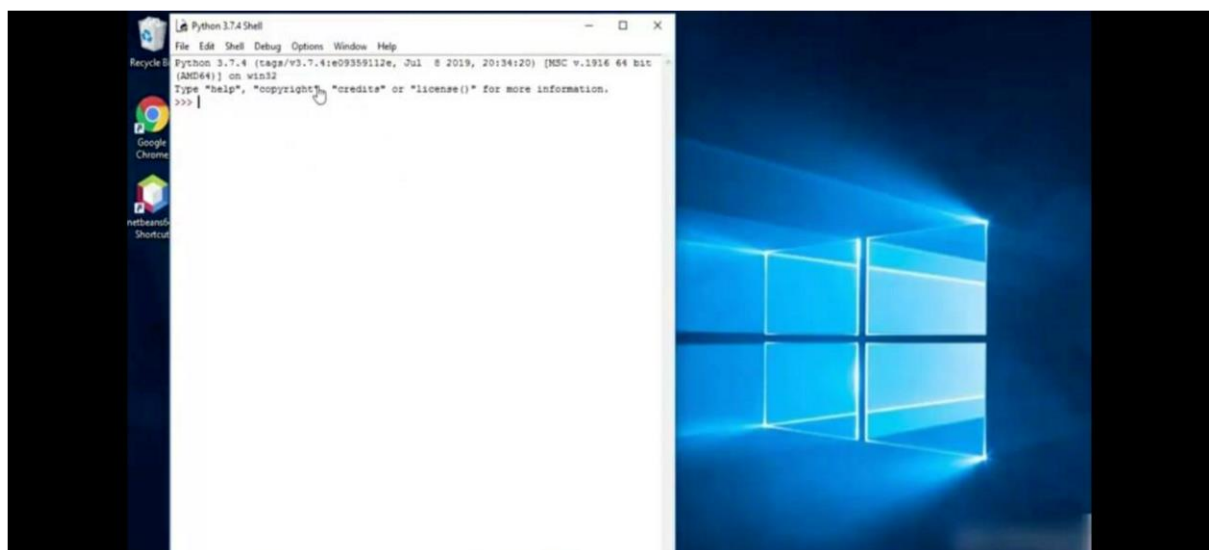 Python 3.7.4 Shell
File Edit Shell Debug Options Window Help
Recycle Bi
Python 3.7.4 (tags/v3.7.4:e09359112e, Jul 8 2019, 20:34:20) [MSC v.1916 64 bit
(AMD64)] on win32
Type "help", "copyright", "credits" or "license()" for more information.
>>>
Google
Chrome
netbeans6
Shortcut